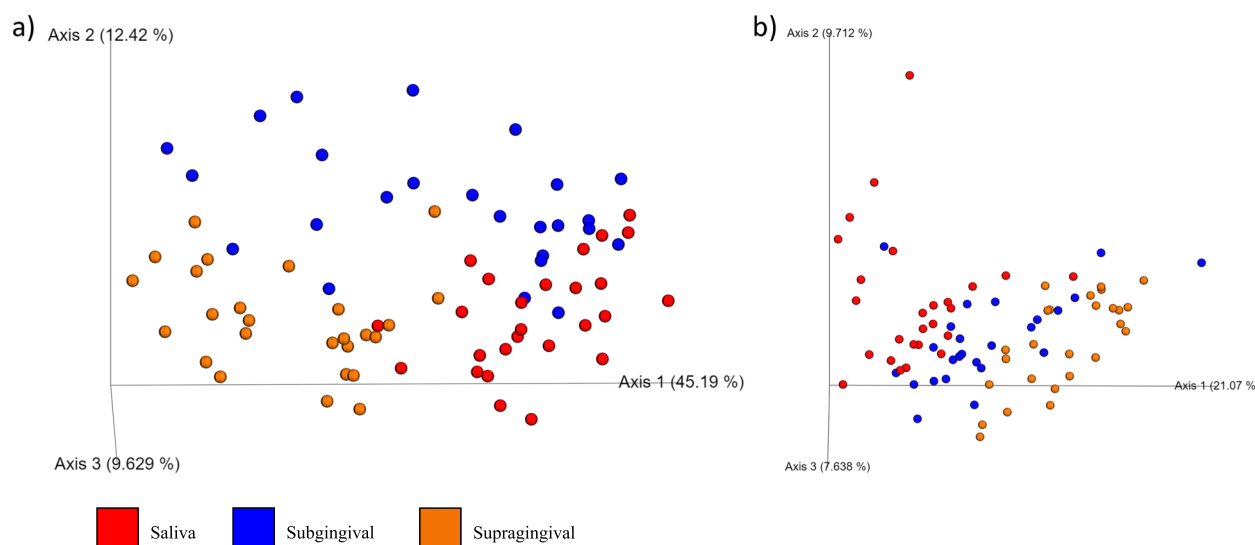 a)
Axis 2 (12.42 %)
Axis 1 (45.19 %)
Axis 3 (9.629 %)
b)
Axis 2 (9.712 %)
Axis 1 (21.07 %
Axis 3 (7.638 %)
Saliva
Subgingival
Supragingival